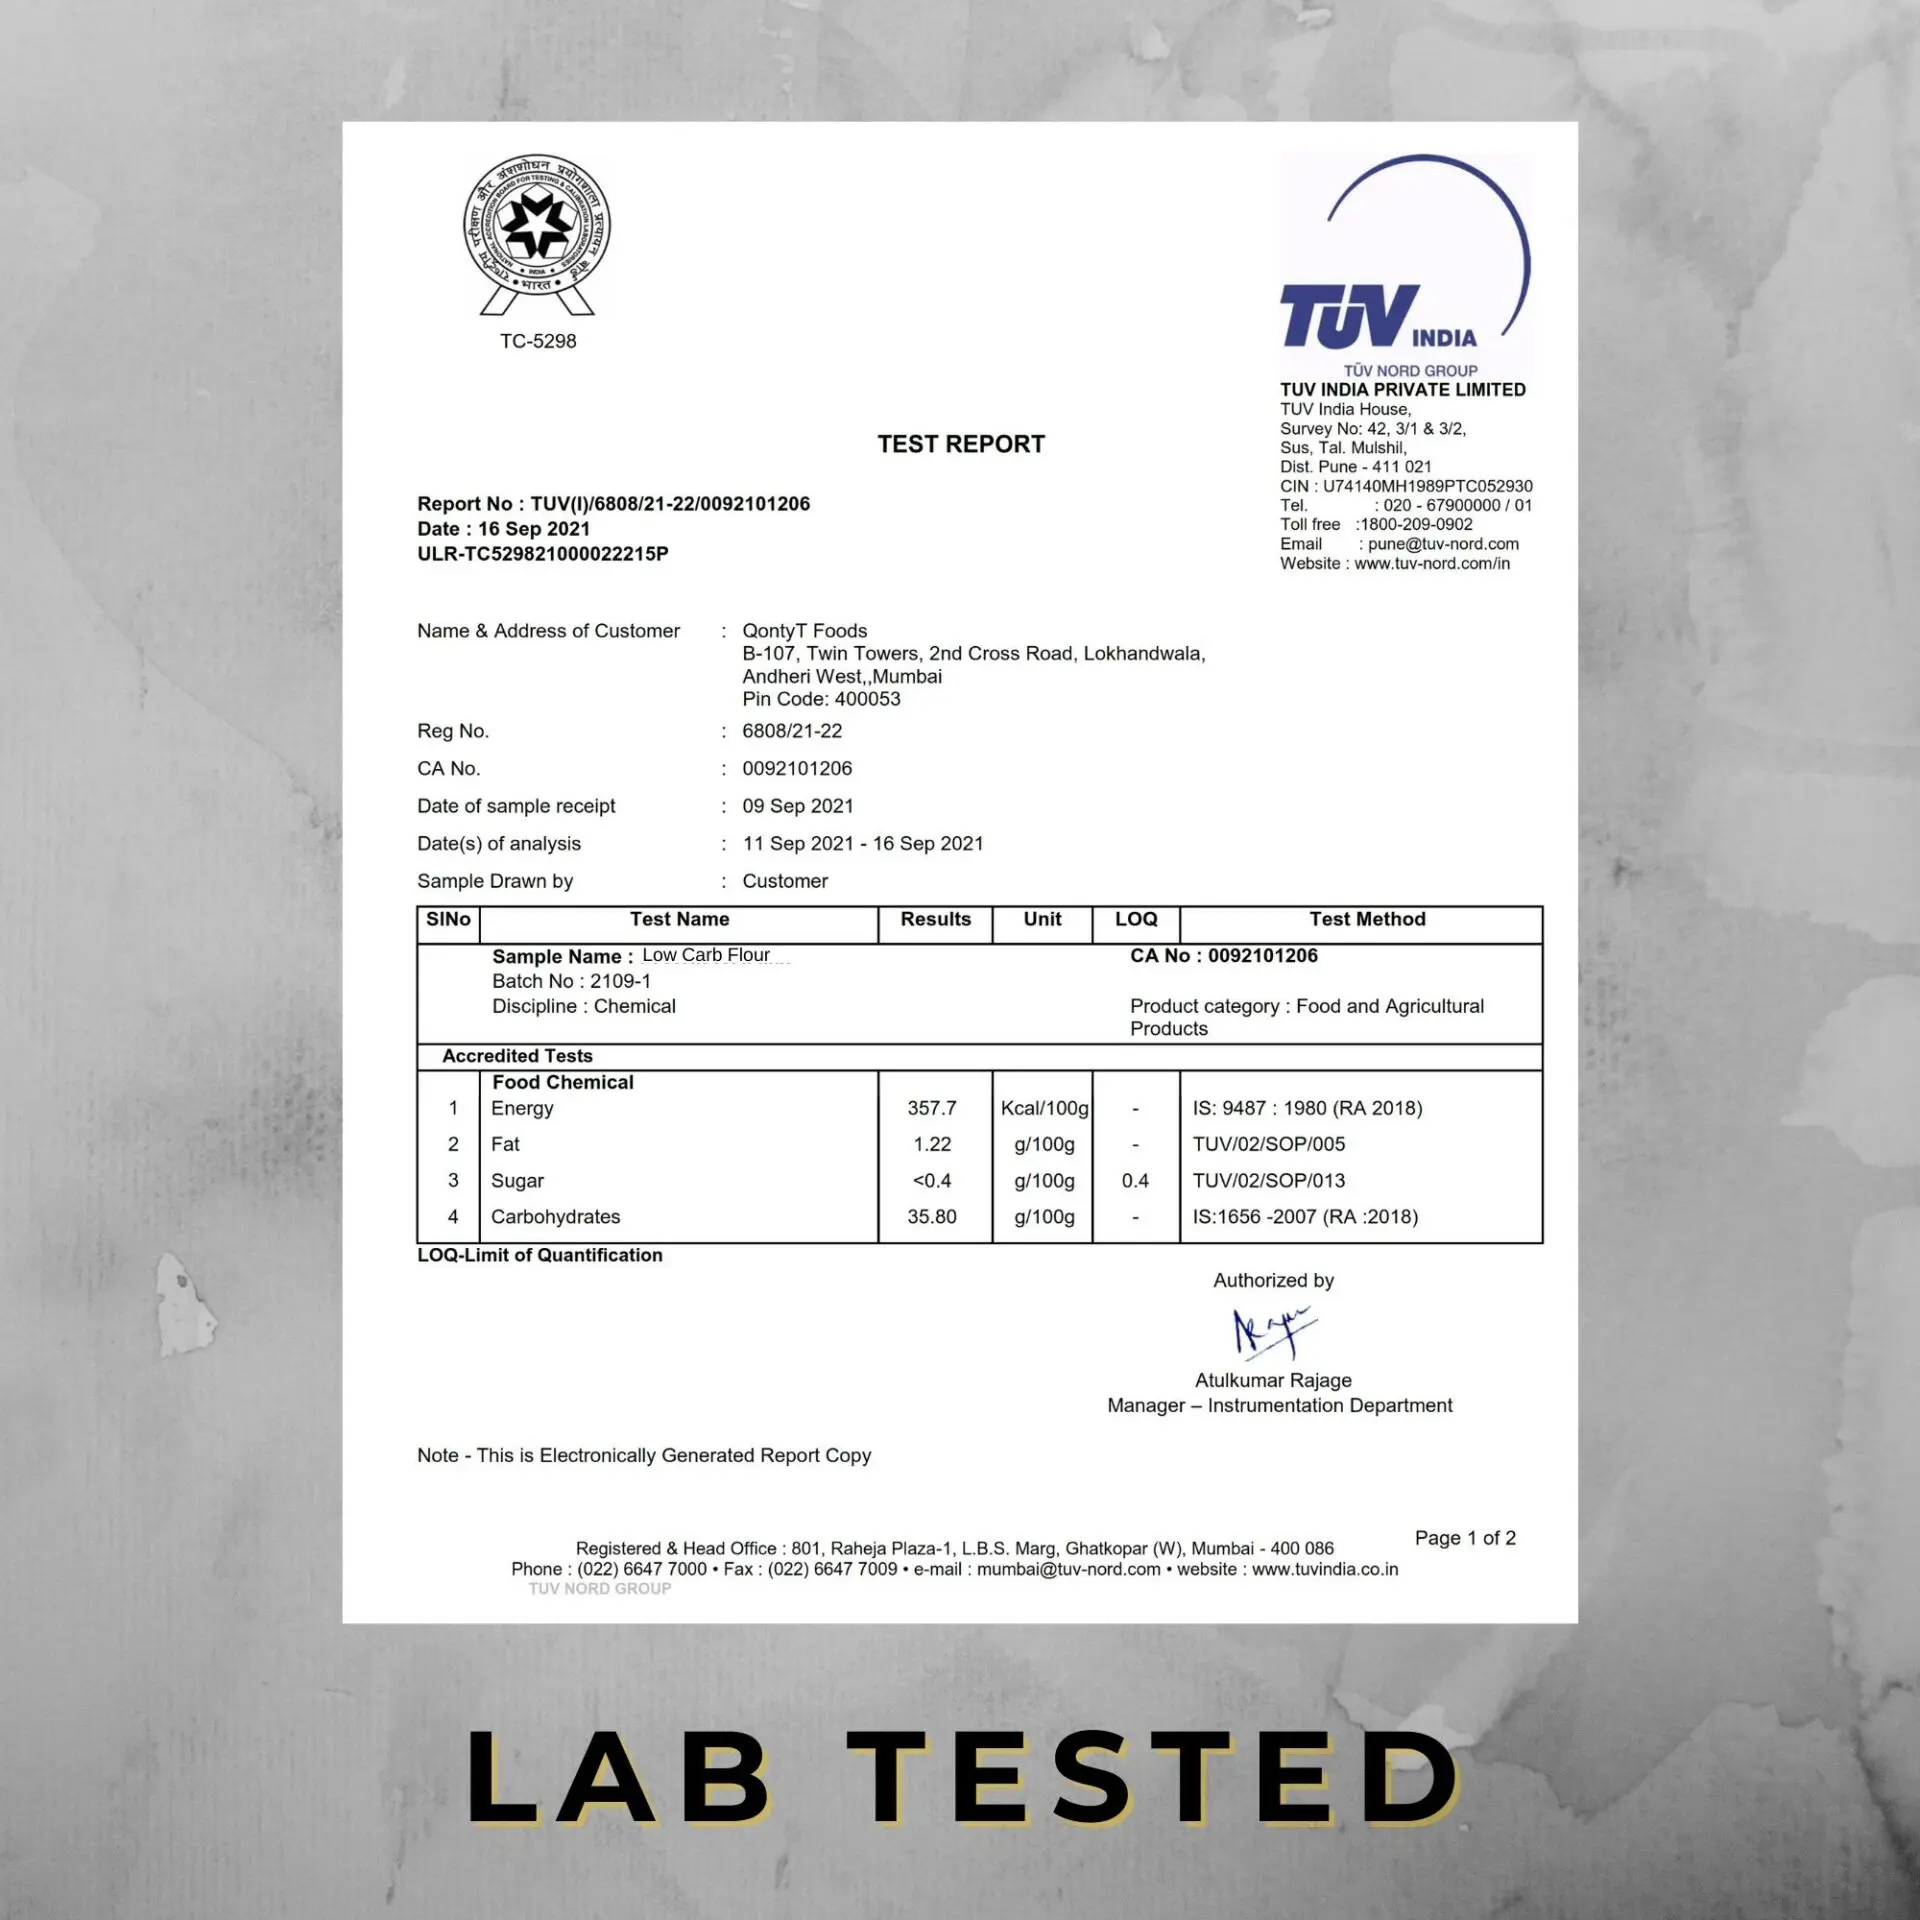 राष्ट्रीय परीक्षण और अंशशोधन प्रयोगशाला प्रत्यायन बोर्ड
NATIONAL ACCREDITATION BOARD FOR TESTING & CALIBRATION LABORATORIES
INDIA
भारत
TC-5298
TÜV INDIA
TÜV NORD GROUP
TUV INDIA PRIVATE LIMITED
TUV India House,
Survey No: 42, 3/1 & 3/2,
Sus, Tal. Mulshil,
Dist. Pune - 411 021
CIN : U74140MH1989PTC052930
Tel. : 020 - 67900000 / 01
Toll free :1800-209-0902
Email : pune@tuv-nord.com
Website : www.tuv-nord.com/in
TEST REPORT
Report No : TUV(I)/6808/21-22/0092101206
Date : 16 Sep 2021
ULR-TC529821000022215P
Name & Address of Customer : QontyT Foods
B-107, Twin Towers, 2nd Cross Road, Lokhandwala,
Andheri West,,Mumbai
Pin Code: 400053
Reg No. : 6808/21-22
CA No. : 0092101206
Date of sample receipt : 09 Sep 2021
Date(s) of analysis : 11 Sep 2021 - 16 Sep 2021
Sample Drawn by : Customer
SlNo Test Name Results Unit LOQ Test Method
Sample Name : Low Carb Flour CA No : 0092101206
Batch No : 2109-1
Discipline : Chemical Product category : Food and Agricultural
Products
Accredited Tests
Food Chemical
1 Energy 357.7 Kcal/100g - IS: 9487 : 1980 (RA 2018)
2 Fat 1.22 g/100g - TUV/02/SOP/005
3 Sugar <0.4 g/100g 0.4 TUV/02/SOP/013
4 Carbohydrates 35.80 g/100g - IS:1656 -2007 (RA :2018)
LOQ-Limit of Quantification
Authorized by
Atulkumar Rajage
Manager – Instrumentation Department
Note - This is Electronically Generated Report Copy
Page 1 of 2
Registered & Head Office : 801, Raheja Plaza-1, L.B.S. Marg, Ghatkopar (W), Mumbai - 400 086
Phone : (022) 6647 7000 • Fax : (022) 6647 7009 • e-mail : mumbai@tuv-nord.com • website : www.tuvindia.co.in
TUV NORD GROUP
LAB TESTED